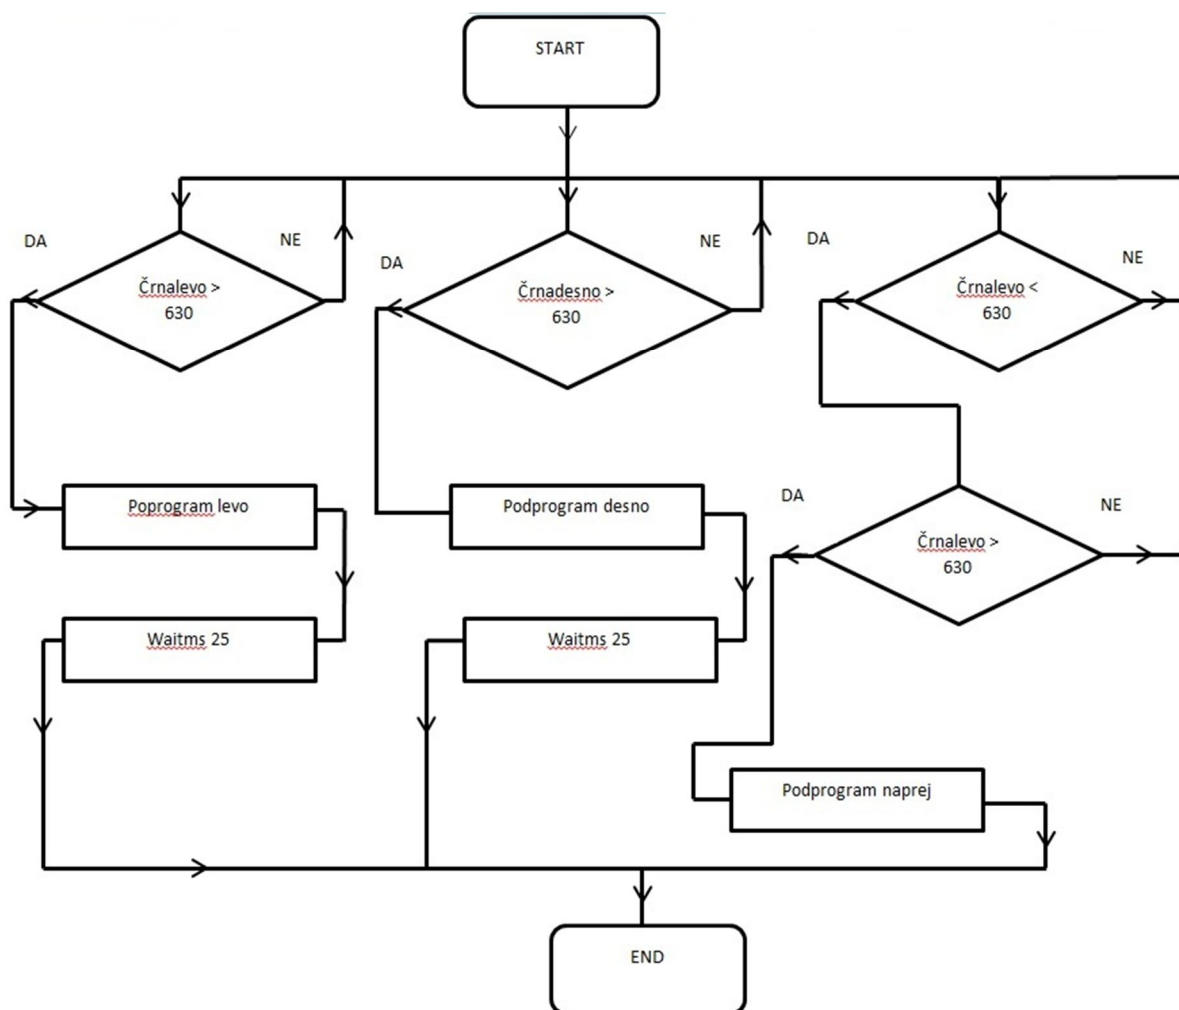 START
DA
NE
DA
NE
DA
NE
Črnalevo >
630
Črnadesno >
630
Črnalevo <
630
Poprogram levo
Podprogram desno
DA
NE
Črnalevo >
630
Waitms 25
Waitms 25
Podprogram naprej
END